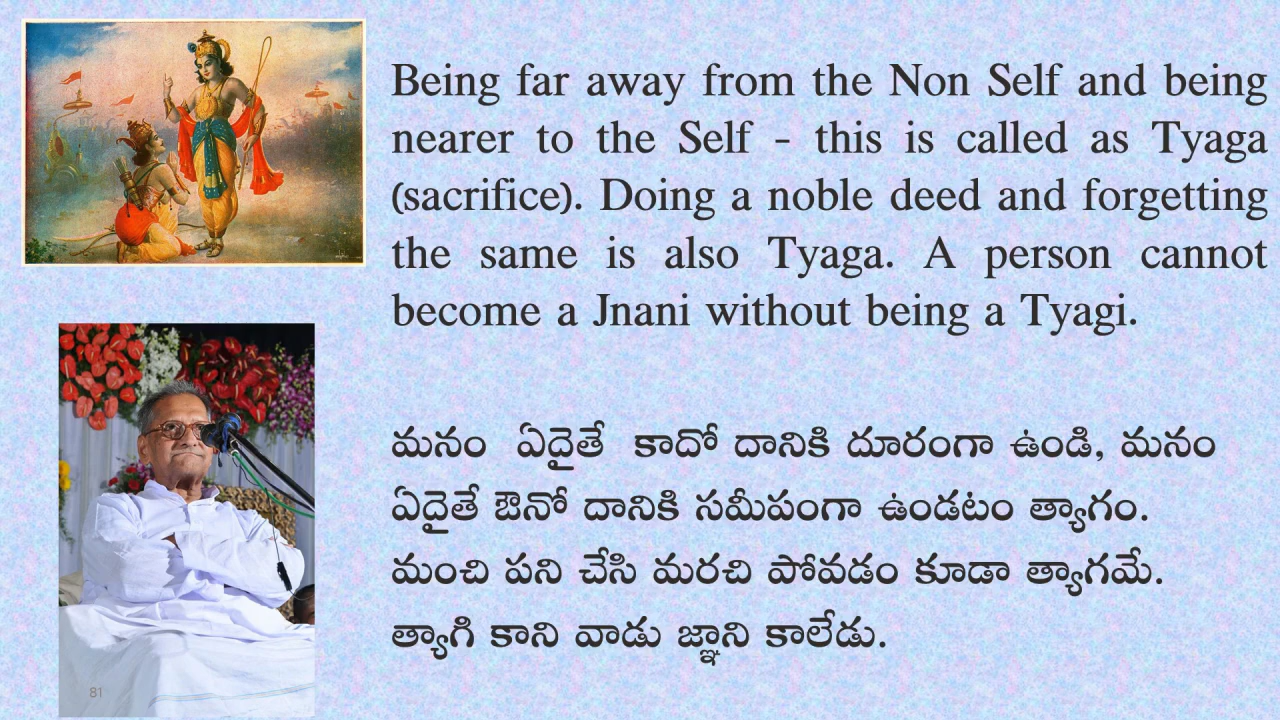 Being far away from the Non Self and being
nearer to the Self - this is called as Tyaga
(sacrifice). Doing a noble deed and forgetting
the same is also Tyaga. A person cannot
become a Jnani without being a Tyagi.
మనం ఏదైతే కాదో దానికి దూరంగా ఉండి, మనం
ఏదైతే ఔనో దానికి సమీపంగా ఉండటం త్యాగం.
మంచి పని చేసి మరచి పోవడం కూడా త్యాగమే.
త్యాగి కాని వాడు జ్ఞాని కాలేడు.
81